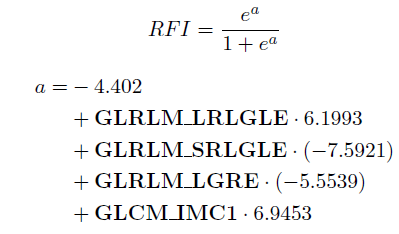 RFI = e^a / (1 + e^a)
a = − 4.402
+ GLRLM_LRLGLE · 6.1993
+ GLRLM_SRLGLE · (−7.5921)
+ GLRLM_LGRE · (−5.5539)
+ GLCM_IMC1 · 6.9453